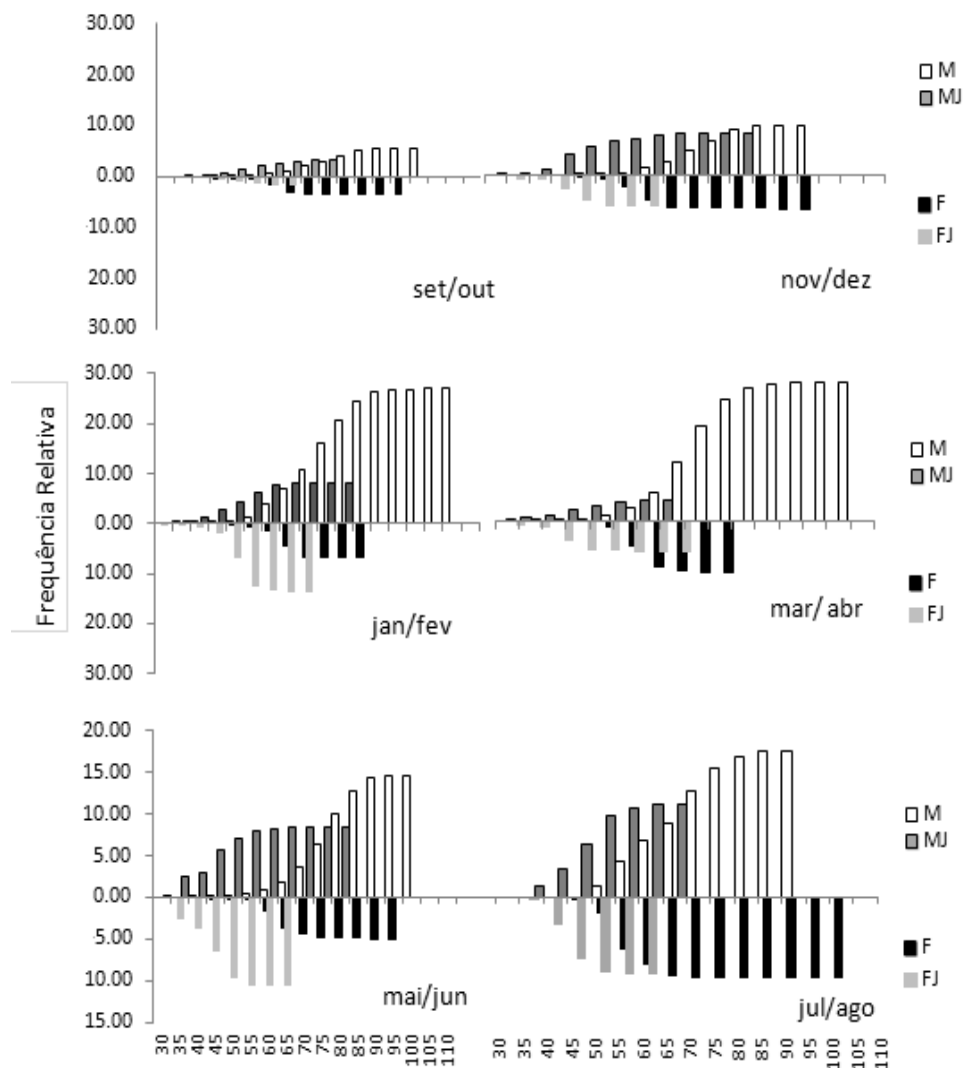 30.00
20.00
10.00
0.00
10.00
20.00
30.00
set/out
nov/dez
M
MJ
F
FJ
Frequência Relativa
30.00
20.00
10.00
0.00
10.00
20.00
30.00
jan/fev
mar/ abr
M
MJ
F
FJ
20.00
15.00
10.00
5.00
0.00
5.00
10.00
15.00
mai/jun
jul/ago
M
MJ
F
FJ
30 35 40 45 50 55 60 65 70 75 80 85 90 95 100 105 110
30 35 40 45 50 55 60 65 70 75 80 85 90 95 100 105 110